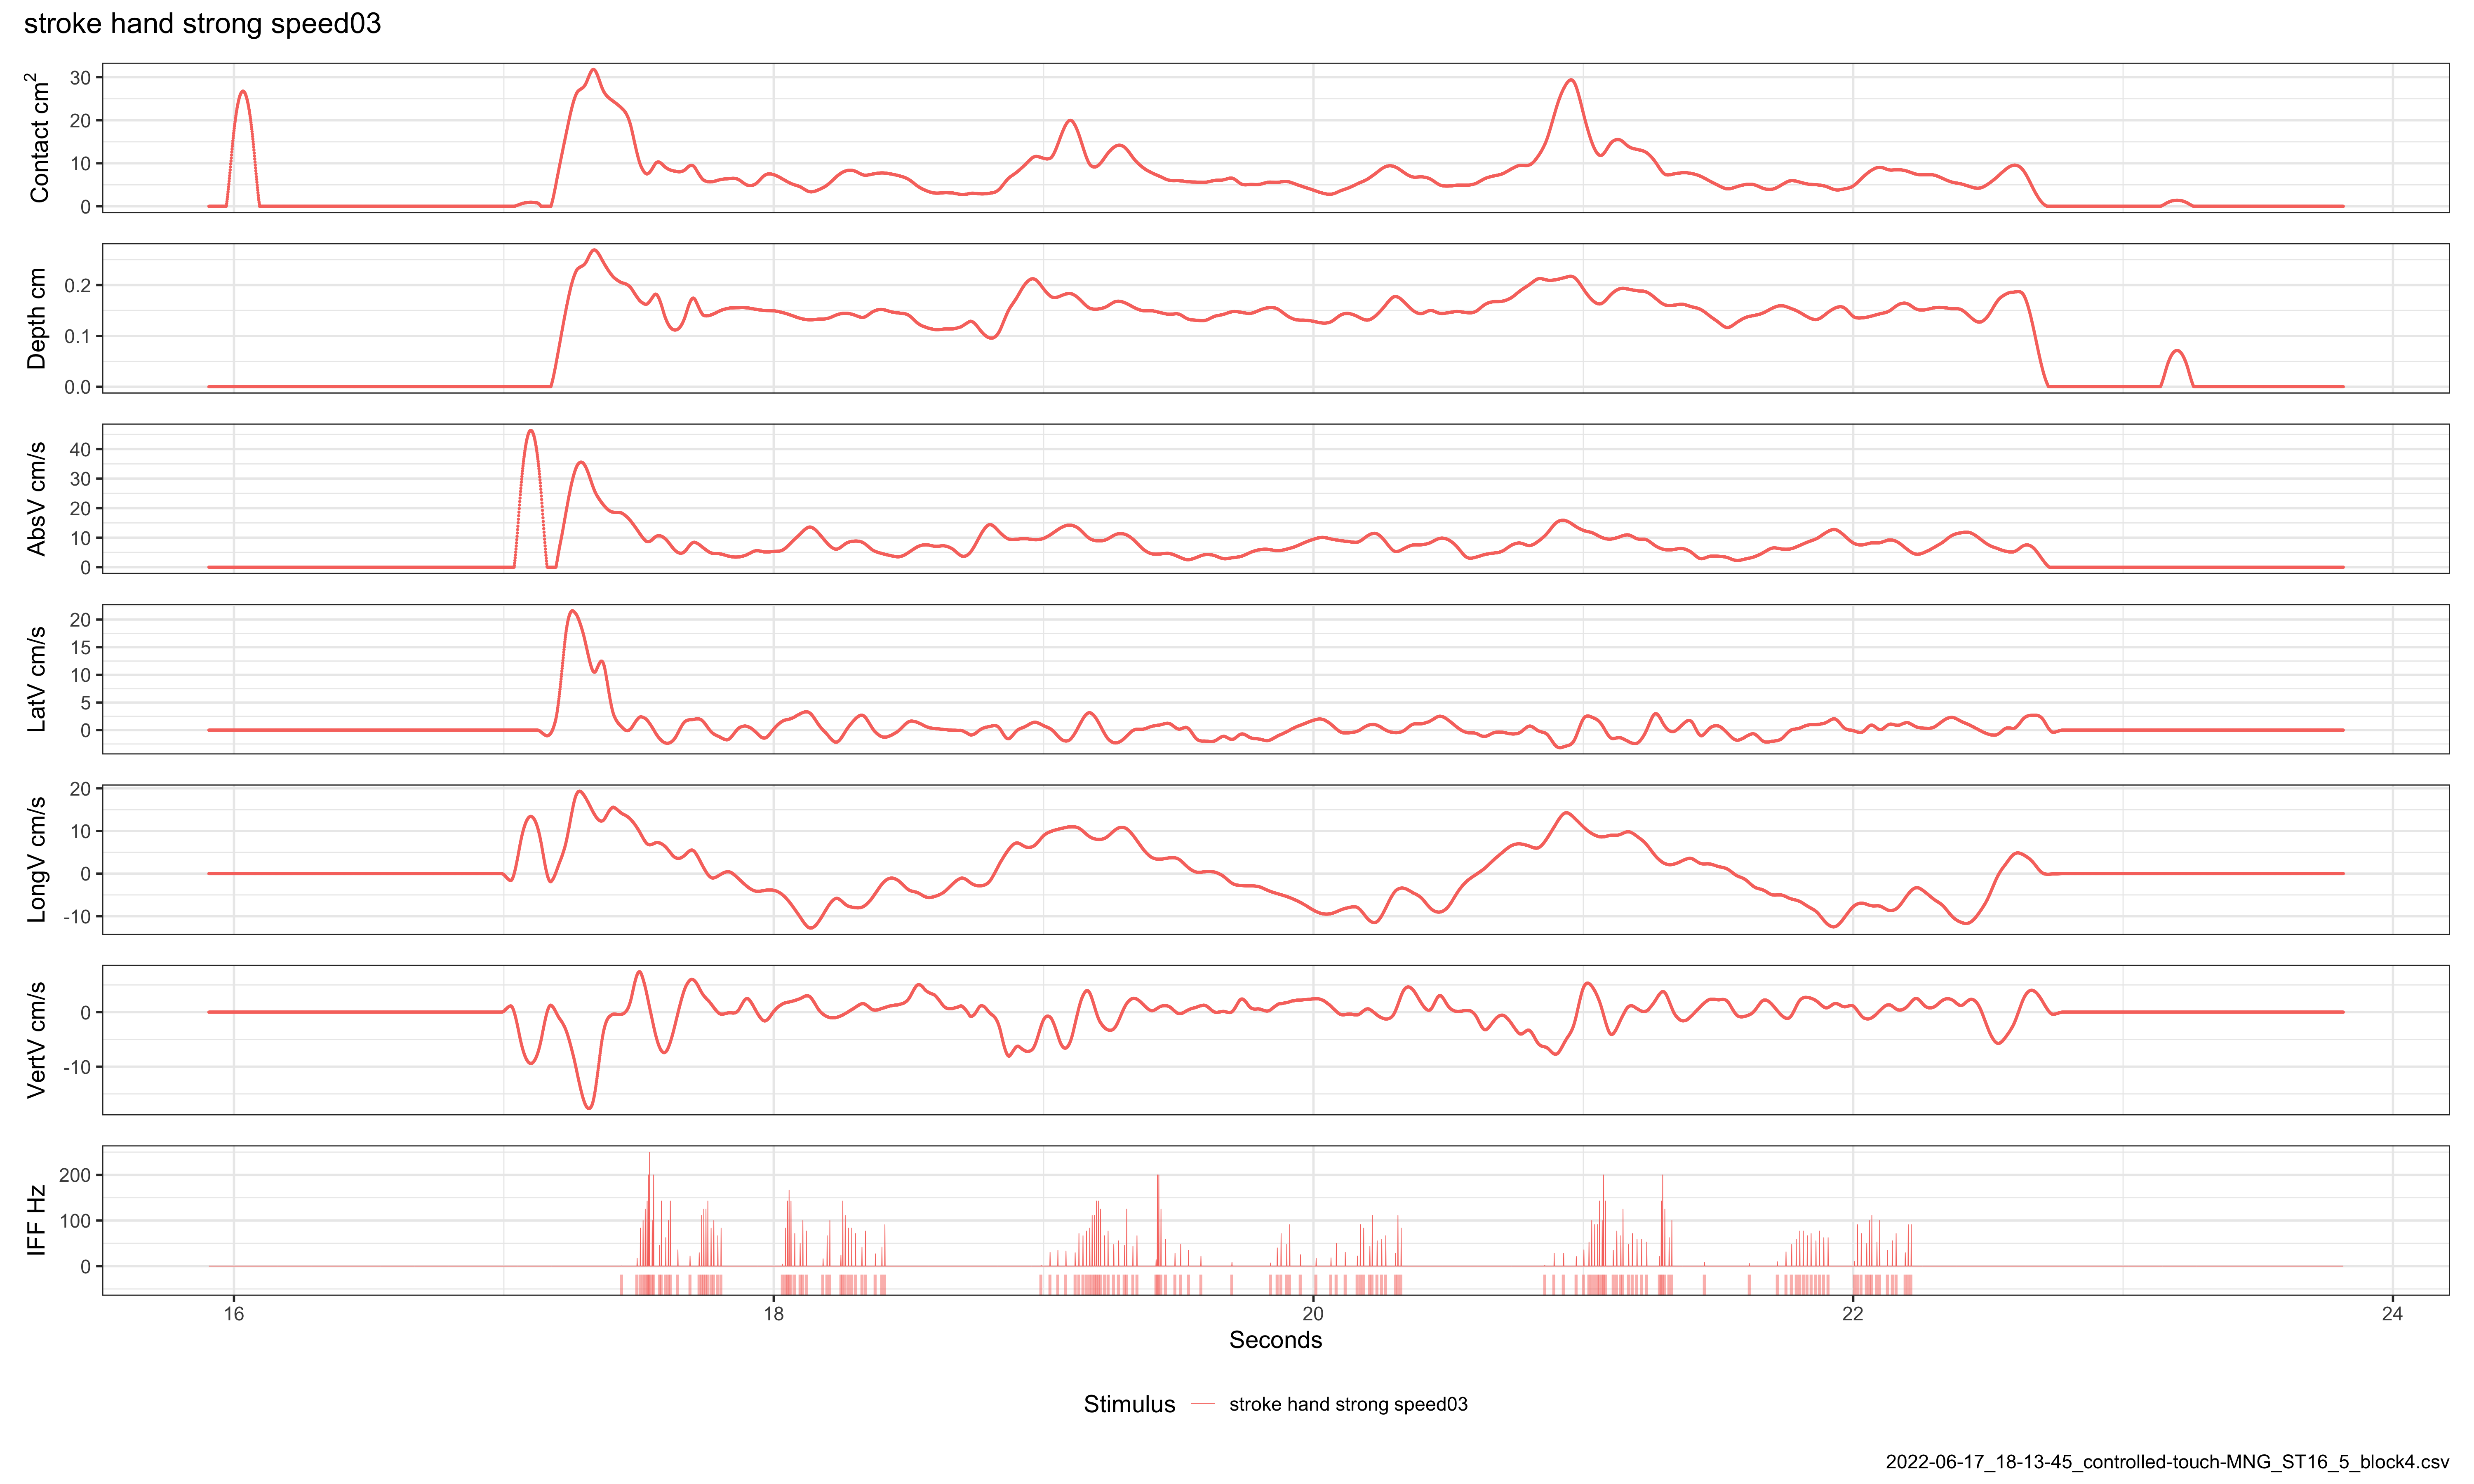 stroke hand strong speed03
Contact cm²
30
20
10
0
Depth cm
0.2
0.1
0.0
AbsV cm/s
40
30
20
10
0
LatV cm/s
20
15
10
5
0
LongV cm/s
20
10
0
-10
VertV cm/s
0
-10
IFF Hz
200
100
0
16 18 20 22 24
Seconds
Stimulus stroke hand strong speed03
2022-06-17_18-13-45_controlled-touch-MNG_ST16_5_block4.csv